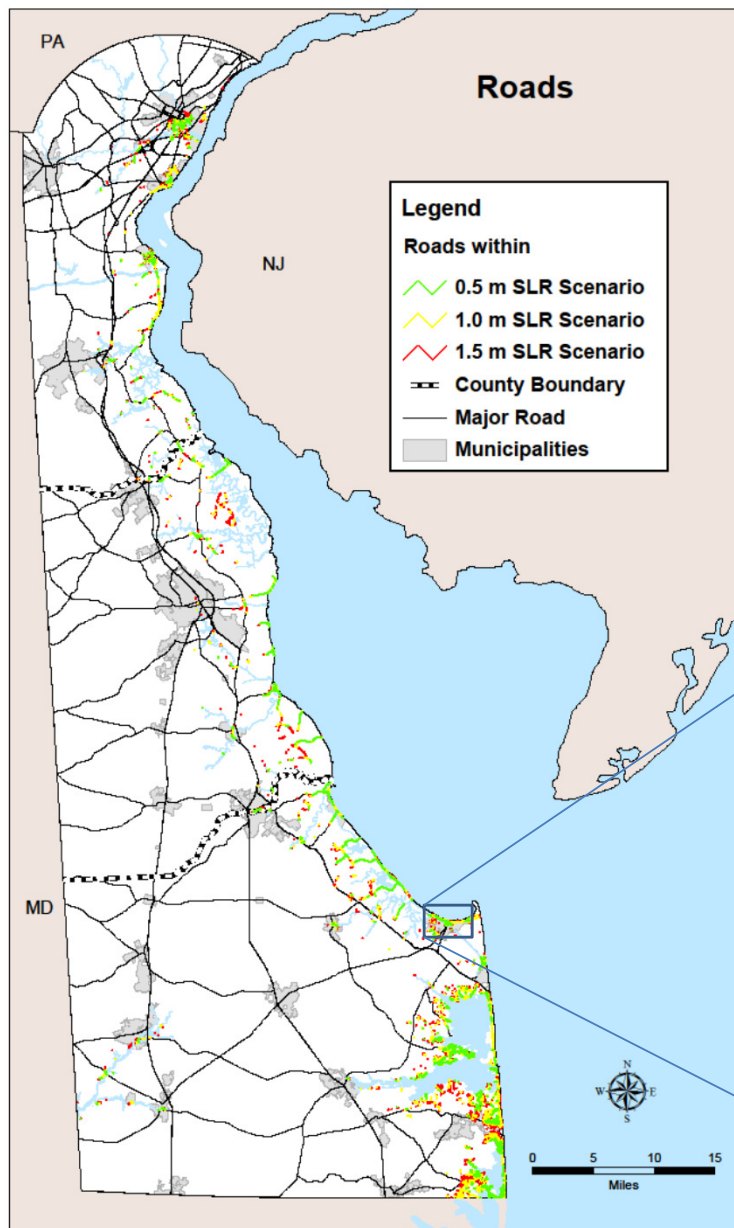 PA
Roads
Legend
Roads within
NJ
0.5 m SLR Scenario
1.0 m SLR Scenario
1.5 m SLR Scenario
County Boundary
Major Road
Municipalities
MD
N
W E
S
0 5 10 15
Miles